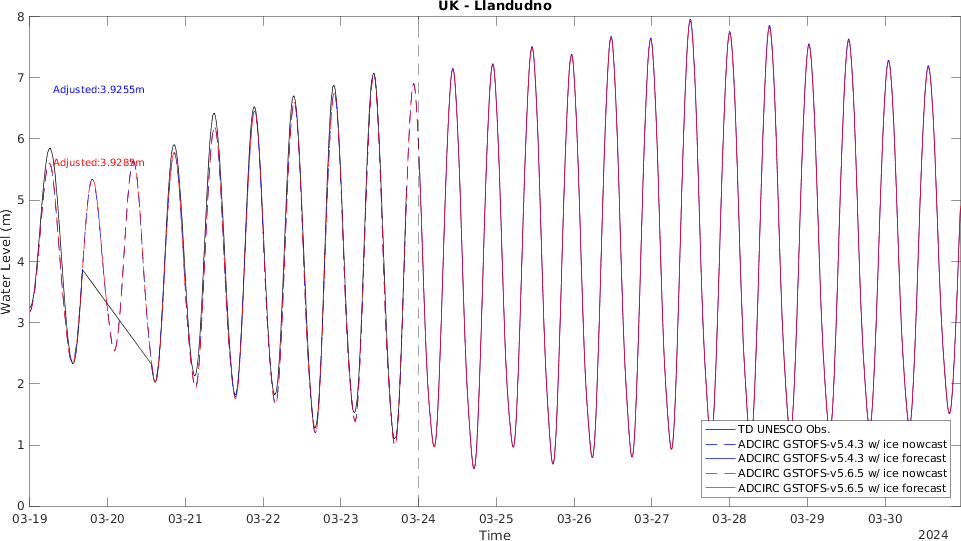 UK - Llandudno
8
7
6
5
4
3
2
1
0
Water Level (m)
Adjusted:3.9255m
Adjusted:3.9289m
03-19
03-20
03-21
03-22
03-23
03-24
03-25
03-26
03-27
03-28
03-29
03-30
Time
2024
TD UNESCO Obs.
ADCIRC GSTOFS-v5.4.3 w/ ice nowcast
ADCIRC GSTOFS-v5.4.3 w/ ice forecast
ADCIRC GSTOFS-v5.6.5 w/ ice nowcast
ADCIRC GSTOFS-v5.6.5 w/ ice forecast